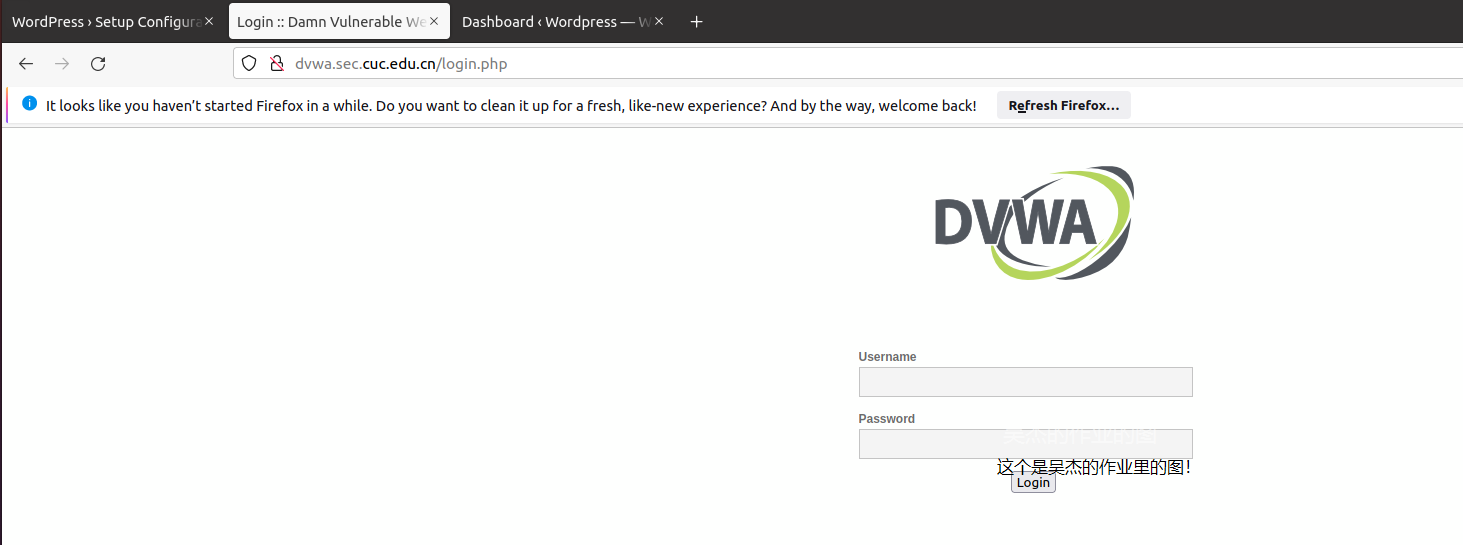 WordPress › Setup Configura
Login :: Damn Vulnerable We
Dashboard ‹ Wordpress — W
dvwa.sec.cuc.edu.cn/login.php
It looks like you haven’t started Firefox in a while. Do you want to clean it up for a fresh, like-new experience? And by the way, welcome back!
Refresh Firefox...
DVWA
Username
Password
吴杰的作业的图
这个是吴杰的作业里的图!
Login